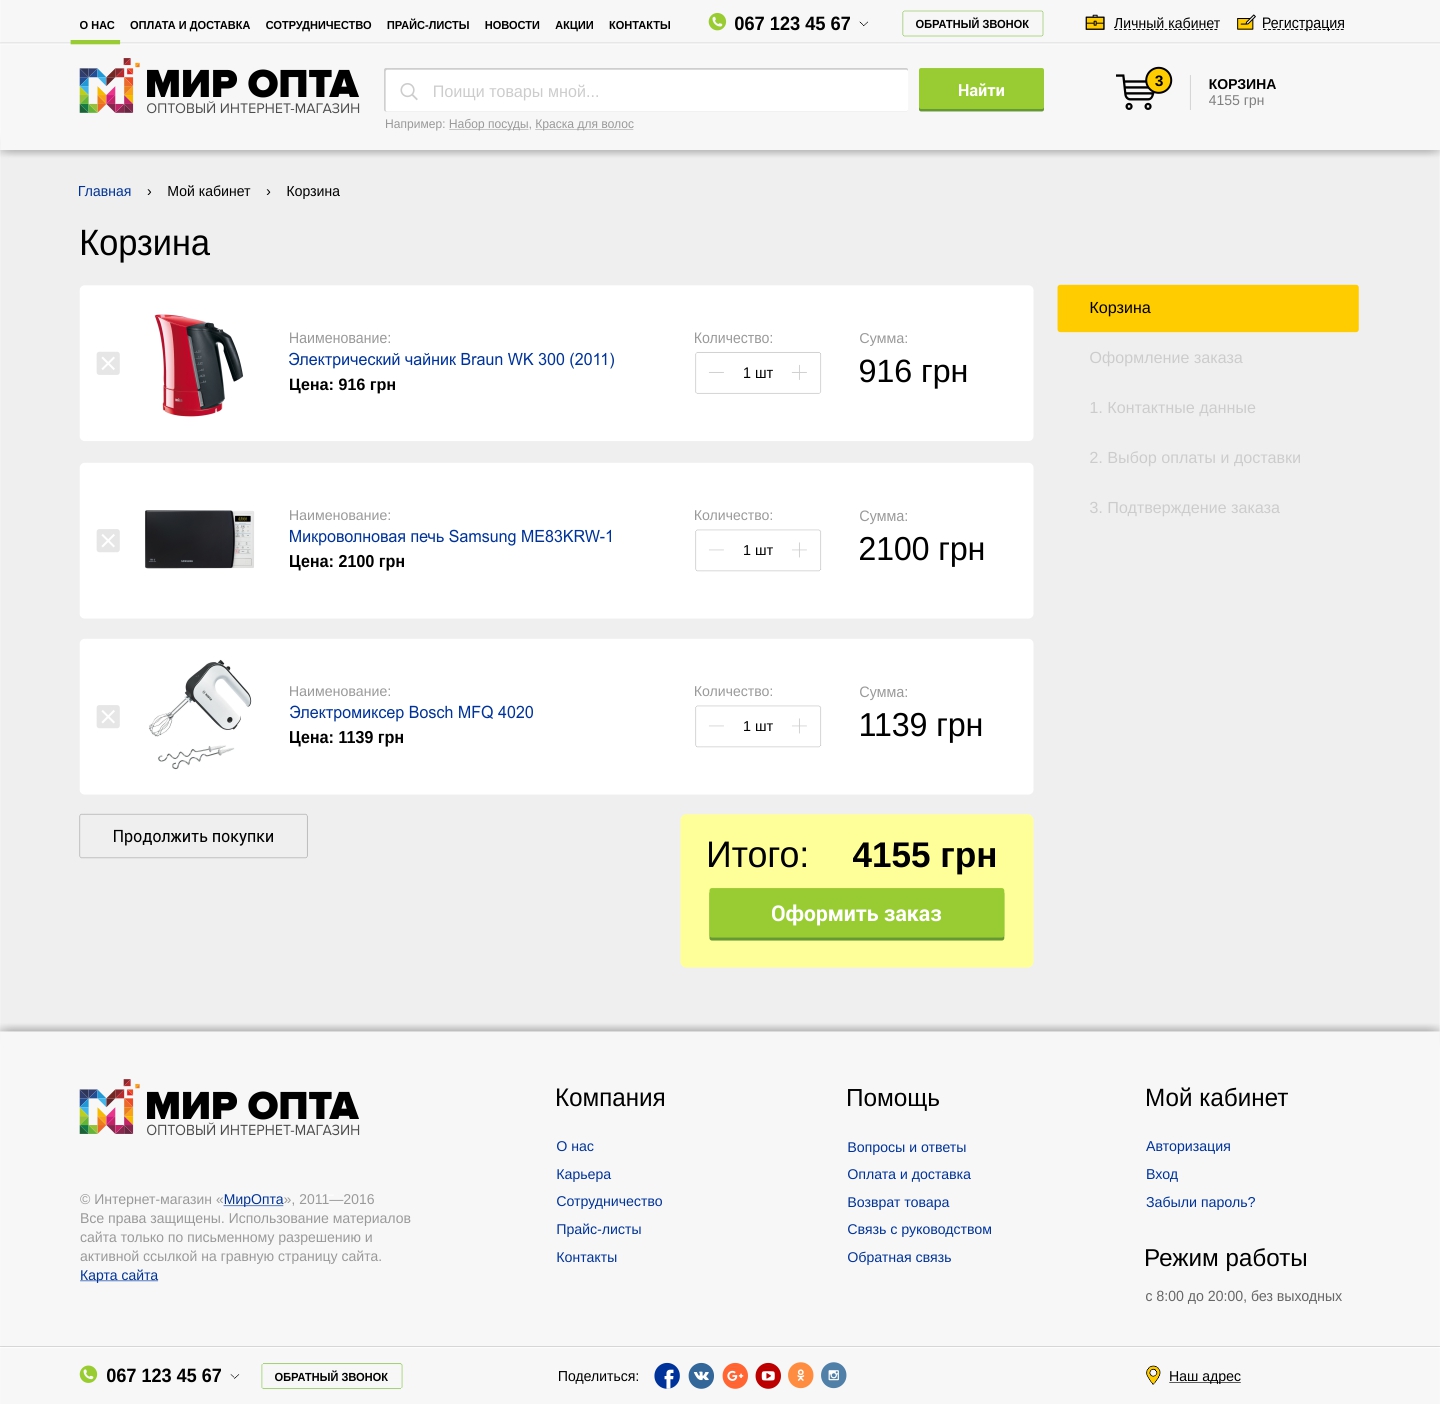 О НАС ОПЛАТА И ДОСТАВКА СОТРУДНИЧЕСТВО ПРАЙС-ЛИСТЫ НОВОСТИ АКЦИИ КОНТАКТЫ 067 123 45 67 ОБРАТНЫЙ ЗВОНОК Личный кабинет Регистрация
МИР ОПТА
ОПТОВЫЙ ИНТЕРНЕТ-МАГАЗИН
Поищи товары мной...
Найти
Например: Набор посуды, Краска для волос
3
КОРЗИНА
4155 грн
Главная › Мой кабинет › Корзина
Корзина
Наименование:
Электрический чайник Braun WK 300 (2011)
Цена: 916 грн
Количество:
1 шт
Сумма:
916 грн
Наименование:
Микроволновая печь Samsung ME83KRW-1
Цена: 2100 грн
Количество:
1 шт
Сумма:
2100 грн
Наименование:
Электромиксер Bosch MFQ 4020
Цена: 1139 грн
Количество:
1 шт
Сумма:
1139 грн
Корзина
Оформление заказа
1. Контактные данные
2. Выбор оплаты и доставки
3. Подтверждение заказа
Продолжить покупки
Итого: 4155 грн
Оформить заказ
МИР ОПТА
ОПТОВЫЙ ИНТЕРНЕТ-МАГАЗИН
© Интернет-магазин «МирОпта», 2011—2016
Все права защищены. Использование материалов
сайта только по письменному разрешению и
активной ссылкой на гравную страницу сайта.
Карта сайта
Компания
О нас
Карьера
Сотрудничество
Прайс-листы
Контакты
Помощь
Вопросы и ответы
Оплата и доставка
Возврат товара
Связь с руководством
Обратная связь
Мой кабинет
Авторизация
Вход
Забыли пароль?
Режим работы
с 8:00 до 20:00, без выходных
067 123 45 67 ОБРАТНЫЙ ЗВОНОК Поделиться: Наш адрес